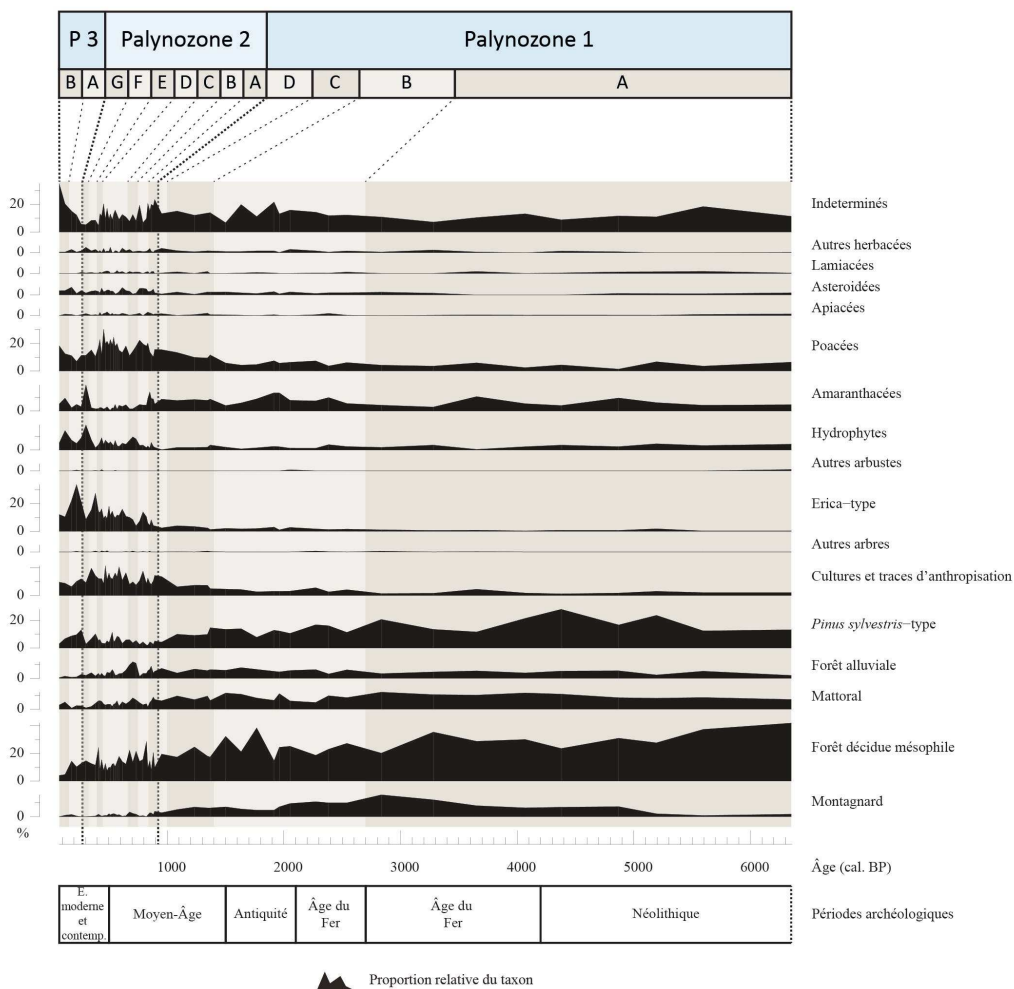 P 3 Palynozone 2 Palynozone 1
B A G F E D C B A D C B A
20
0
Indeterminés
0
Autres herbacées
0
Lamiacées
0
Asteroidées
0
Apiacées
20
0
Poacées
0
Amaranthacées
0
Hydrophytes
0
Autres arbustes
20
0
Erica−type
0
Autres arbres
0
Cultures et traces d’anthropisation
20
0
Pinus sylvestris−type
0
Forêt alluviale
0
Mattoral
20
0
Forêt décidue mésophile
0
Montagnard
%
1000 2000 3000 4000 5000 6000 Âge (cal. BP)
E. moderne et contemp.
Moyen-Âge
Antiquité
Âge du Fer
Âge du Fer
Néolithique
Périodes archéologiques
Proportion relative du taxon